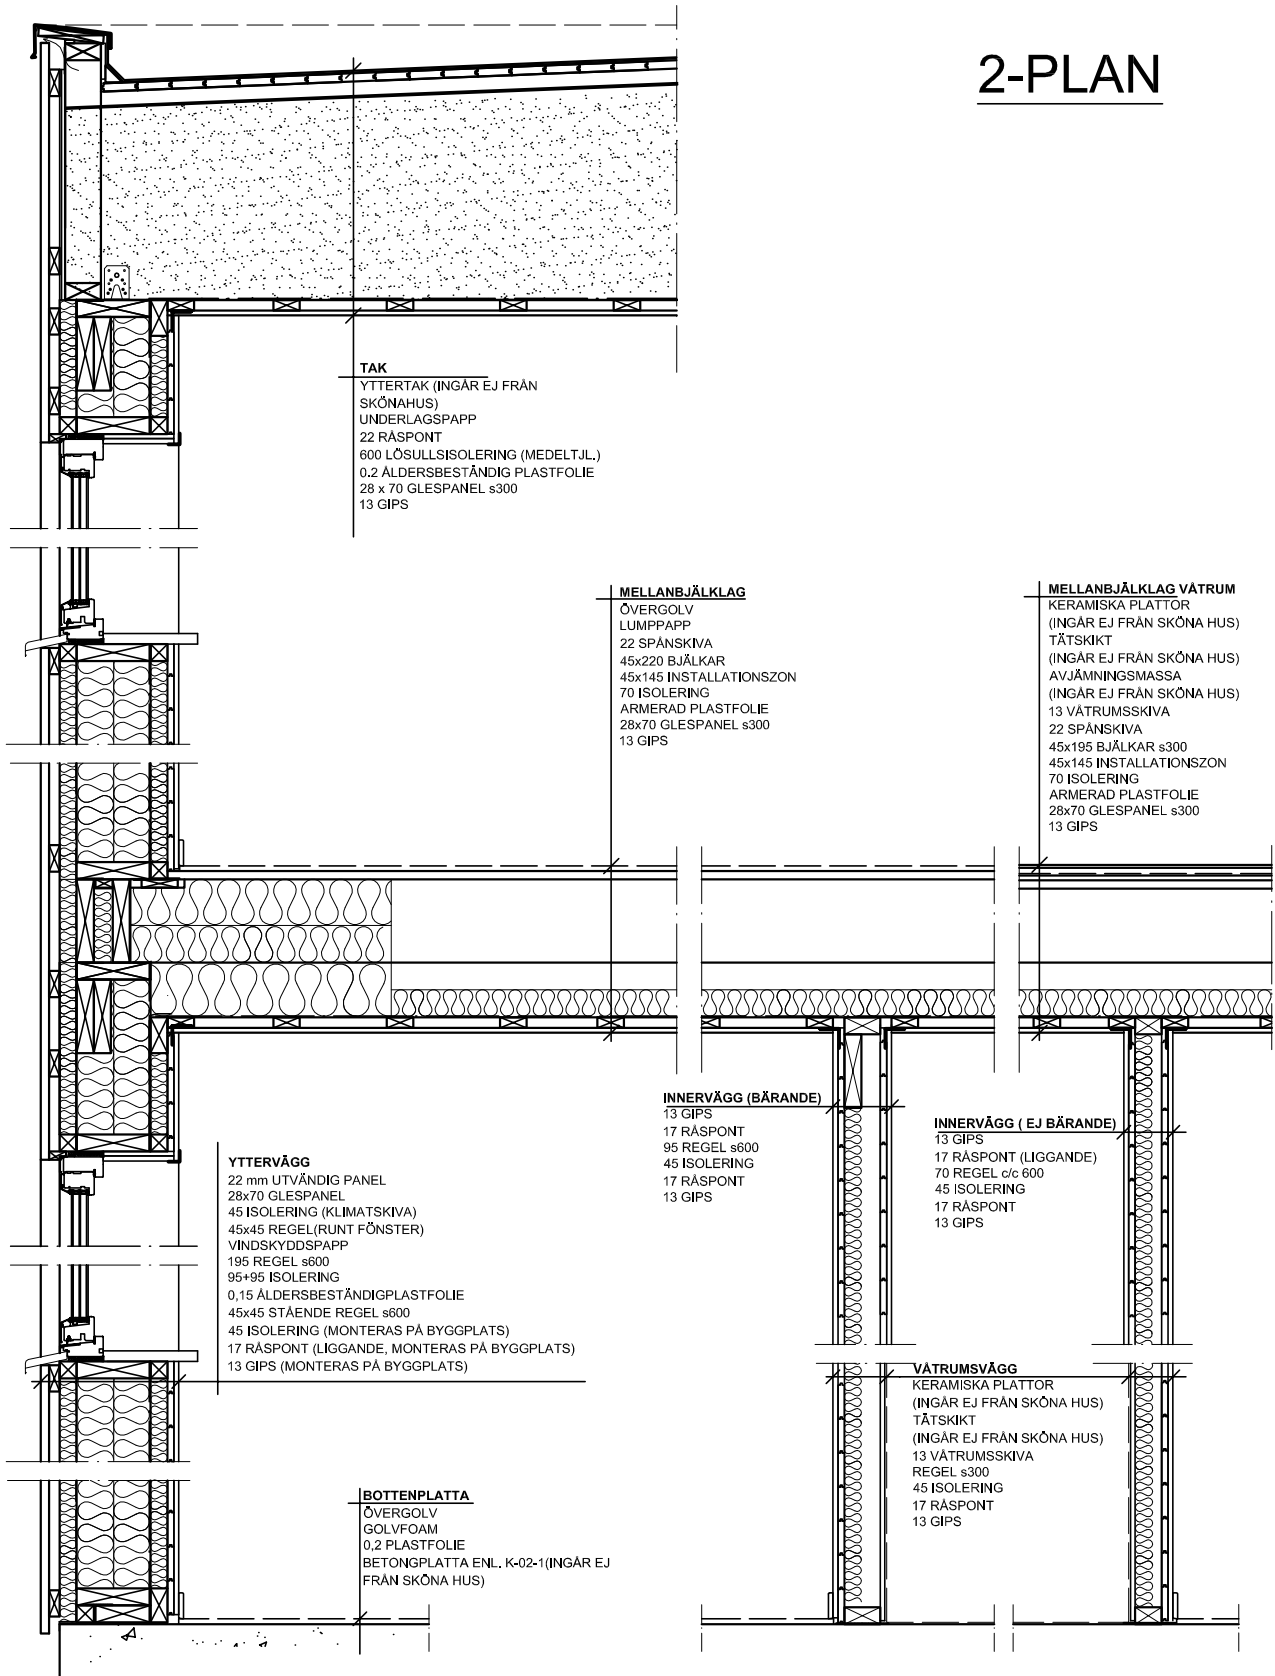 2-PLAN
TAK
YTTERTAK (INGÅR EJ FRÅN
SKÖNAHUS)
UNDERLAGSPAPP
22 RÅSPONT
600 LÖSULLSISOLERING (MEDELTJL.)
0.2 ÅLDERSBESTÄNDIG PLASTFOLIE
28 x 70 GLESPANEL s300
13 GIPS
MELLANBJÄLKLAG
ÖVERGOLV
LUMPPAPP
22 SPÅNSKIVA
45x220 BJÄLKAR
45x145 INSTALLATIONSZON
70 ISOLERING
ARMERAD PLASTFOLIE
28x70 GLESPANEL s300
13 GIPS
MELLANBJÄLKLAG VÅTRUM
KERAMISKA PLATTOR
(INGÅR EJ FRÅN SKÖNA HUS)
TÄTSKIKT
(INGÅR EJ FRÅN SKÖNA HUS)
AVJÄMNINGSMASSA
(INGÅR EJ FRÅN SKÖNA HUS)
13 VÅTRUMSSKIVA
22 SPÅNSKIVA
45x195 BJÄLKAR s300
45x145 INSTALLATIONSZON
70 ISOLERING
ARMERAD PLASTFOLIE
28x70 GLESPANEL s300
13 GIPS
INNERVÄGG (BÄRANDE)
13 GIPS
17 RÅSPONT
95 REGEL s600
45 ISOLERING
17 RÅSPONT
13 GIPS
INNERVÄGG ( EJ BÄRANDE)
13 GIPS
17 RÅSPONT (LIGGANDE)
70 REGEL c/c 600
45 ISOLERING
17 RÅSPONT
13 GIPS
YTTERVÄGG
22 mm UTVÄNDIG PANEL
28x70 GLESPANEL
45 ISOLERING (KLIMATSKIVA)
45x45 REGEL(RUNT FÖNSTER)
VINDSKYDDSPAPP
195 REGEL s600
95+95 ISOLERING
0,15 ÅLDERSBESTÄNDIGPLASTFOLIE
45x45 STÅENDE REGEL s600
45 ISOLERING (MONTERAS PÅ BYGGPLATS)
17 RÅSPONT (LIGGANDE, MONTERAS PÅ BYGGPLATS)
13 GIPS (MONTERAS PÅ BYGGPLATS)
VÅTRUMSVÄGG
KERAMISKA PLATTOR
(INGÅR EJ FRÅN SKÖNA HUS)
TÄTSKIKT
(INGÅR EJ FRÅN SKÖNA HUS)
13 VÅTRUMSSKIVA
REGEL s300
45 ISOLERING
17 RÅSPONT
13 GIPS
BOTTENPLATTA
ÖVERGOLV
GOLVFOAM
0,2 PLASTFOLIE
BETONGPLATTA ENL. K-02-1(INGÅR EJ
FRÅN SKÖNA HUS)